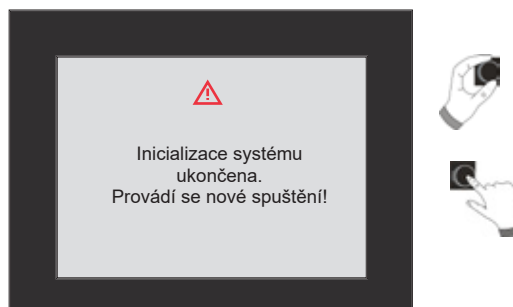 Inicializace systému
ukončena.
Provádí se nové spuštění!